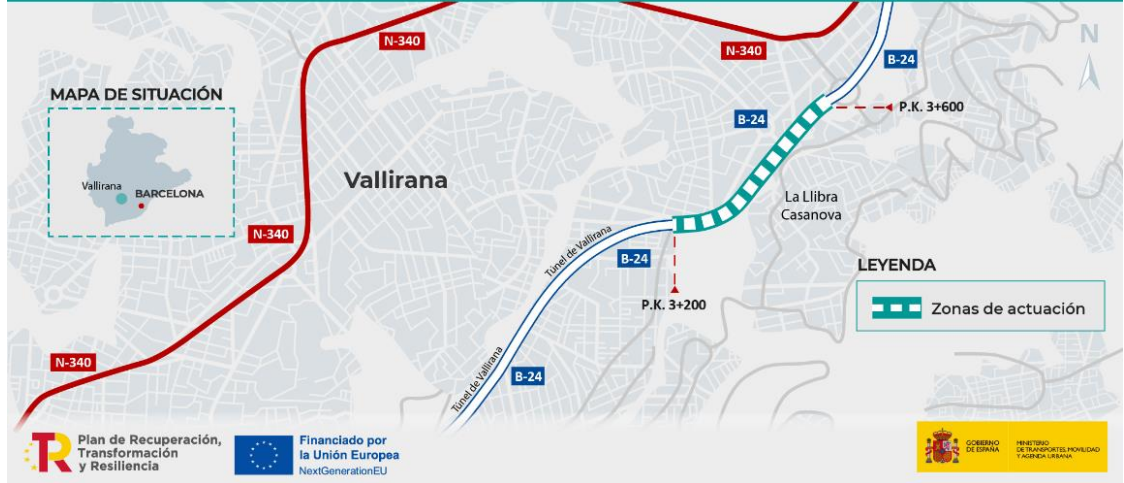 N-340
N-340
B-24
N
MAPA DE SITUACIÓN
B-24
P.K. 3+600
Vallirana
BARCELONA
Vallirana
La Llibra
Casanova
N-340
Túnel de Vallirana
B-24
LEYENDA
P.K. 3+200
Zonas de actuación
N-340
Túnel de Vallirana
B-24
Plan de Recuperación,
Transformación
y Resiliencia
Financiado por
la Unión Europea
NextGenerationEU
GOBIERNO
DE ESPAÑA
MINISTERIO
DE TRANSPORTES, MOVILIDAD
Y AGENDA URBANA